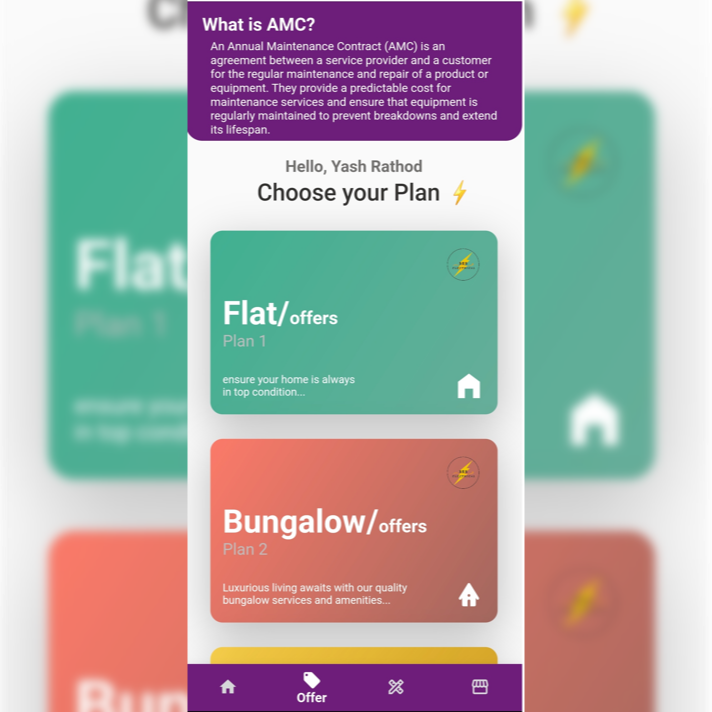 What is AMC?
An Annual Maintenance Contract (AMC) is an
agreement between a service provider and a customer
for the regular maintenance and repair of a product or
equipment. They provide a predictable cost for
maintenance services and ensure that equipment is
regularly maintained to prevent breakdowns and extend
its lifespan.
Hello, Yash Rathod
Choose your Plan ⚡
Flat/offers
Plan 1
ensure your home is always
in top condition...
Bungalow/offers
Plan 2
Luxurious living awaits with our quality
bungalow services and amenities...
Offer